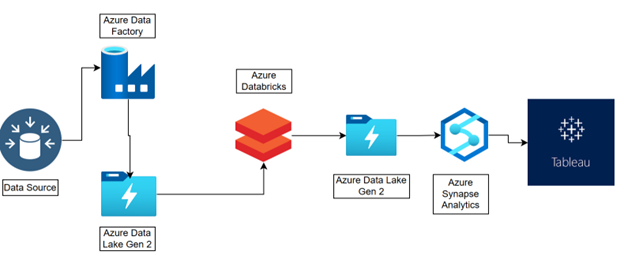 Azure Data
Factory
Azure
Databricks
Data Source
Azure Data
Lake Gen 2
Azure Data Lake
Gen 2
Azure
Synapse
Analytics
Tableau